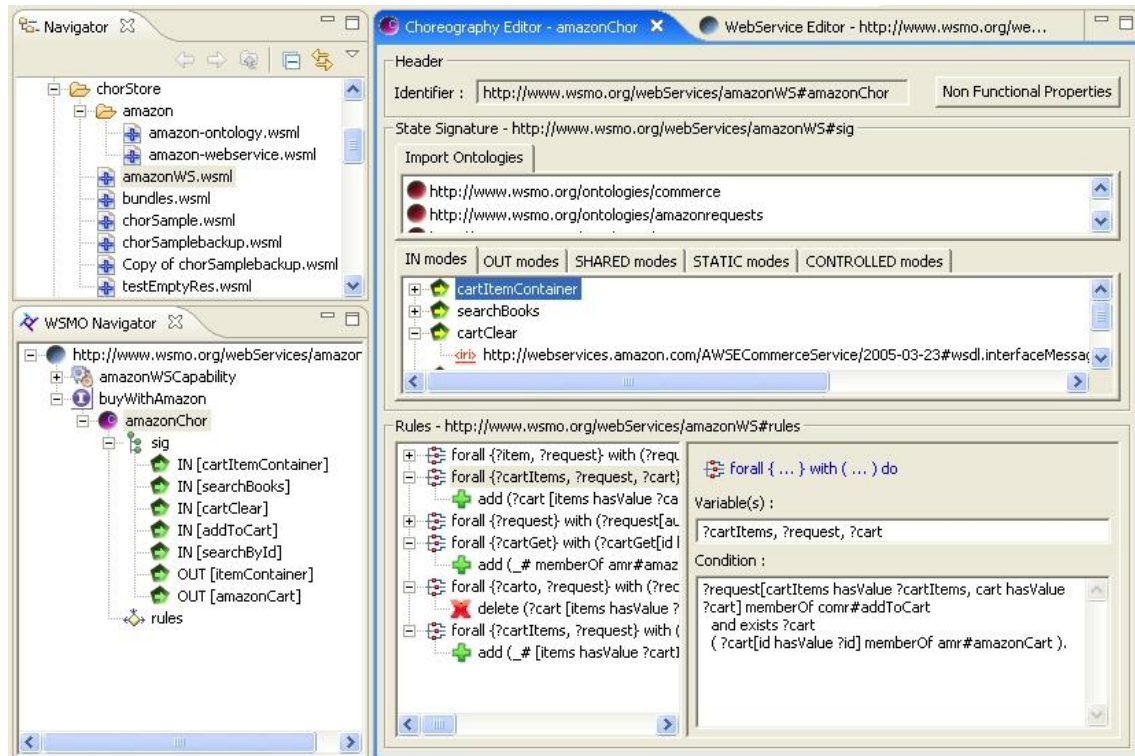 Navigator
chorStore
amazon
amazon-ontology.wsml
amazon-webservice.wsml
amazonWS.wsml
bundles.wsml
chorSample.wsml
chorSamplebackup.wsml
Copy of chorSamplebackup.wsml
testEmptyRes.wsml
WSMO Navigator
http://www.wsmo.org/webServices/amazor
amazonWSCapability
buyWithAmazon
amazonChor
sig
IN [cartItemContainer]
IN [searchBooks]
IN [cartClear]
IN [addToCart]
IN [searchById]
OUT [itemContainer]
OUT [amazonCart]
rules
Choreography Editor - amazonChor
WebService Editor - http://www.wsmo.org/we...
Header
Identifier : http://www.wsmo.org/webServices/amazonWS#amazonChor
Non Functional Properties
State Signature - http://www.wsmo.org/webServices/amazonWS#sig
Import Ontologies
http://www.wsmo.org/ontologies/commerce
http://www.wsmo.org/ontologies/amazonrequests
IN modes OUT modes SHARED modes STATIC modes CONTROLLED modes
cartItemContainer
searchBooks
cartClear
<iri> http://webservices.amazon.com/AWSECommerceService/2005-03-23#wsdl.interfaceMessag
Rules - http://www.wsmo.org/webServices/amazonWS#rules
forall {?item, ?request} with (?requ
forall {?cartItems, ?request, ?cart}
add (?cart [items hasValue ?ca
forall {?request} with (?request[au
forall {?cartGet} with (?cartGet[id
add (_# memberOf amr#amaz
forall {?carto, ?request} with (?rec
delete (?cart [items hasValue ?
forall {?cartItems, ?request} with (
add (_# [items hasValue ?cartI
forall { ... } with ( ... ) do
Variable(s) :
?cartItems, ?request, ?cart
Condition :
?request[cartItems hasValue ?cartItems, cart hasValue
?cart] memberOf comr#addToCart
and exists ?cart
( ?cart[id hasValue ?id] memberOf amr#amazonCart ).